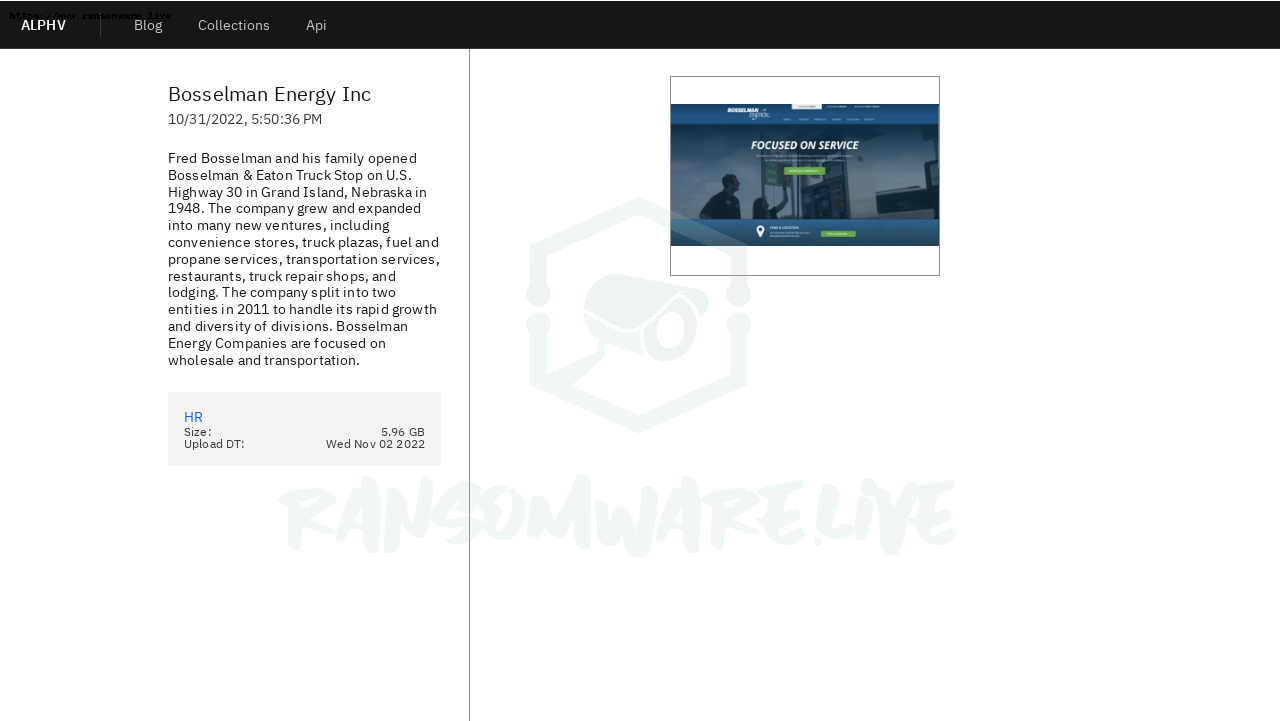 https://www.ransomware.live
ALPHV
Blog
Collections
Api
Bosselman Energy Inc
10/31/2022, 5:50:36 PM
Fred Bosselman and his family opened
Bosselman & Eaton Truck Stop on U.S.
Highway 30 in Grand Island, Nebraska in
1948. The company grew and expanded
into many new ventures, including
convenience stores, truck plazas, fuel and
propane services, transportation services,
restaurants, truck repair shops, and
lodging. The company split into two
entities in 2011 to handle its rapid growth
and diversity of divisions. Bosselman
Energy Companies are focused on
wholesale and transportation.
HR
Size: 5.96 GB
Upload DT: Wed Nov 02 2022
BOSSELMAN
ENERGY
FOCUSED ON SERVICE
FIND A LOCATION
RANSOMWARE.LIVE